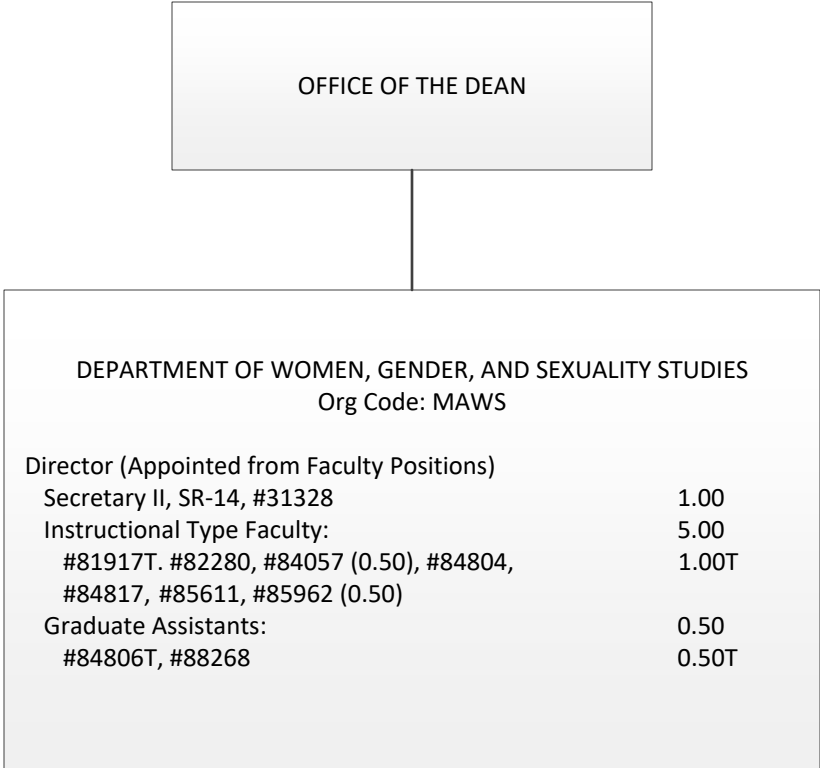 OFFICE OF THE DEAN
DEPARTMENT OF WOMEN, GENDER, AND SEXUALITY STUDIES
Org Code: MAWS
Director (Appointed from Faculty Positions)
Secretary II, SR-14, #31328 1.00
Instructional Type Faculty: 5.00
#81917T. #82280, #84057 (0.50), #84804, 1.00T
#84817, #85611, #85962 (0.50)
Graduate Assistants: 0.50
#84806T, #88268 0.50T